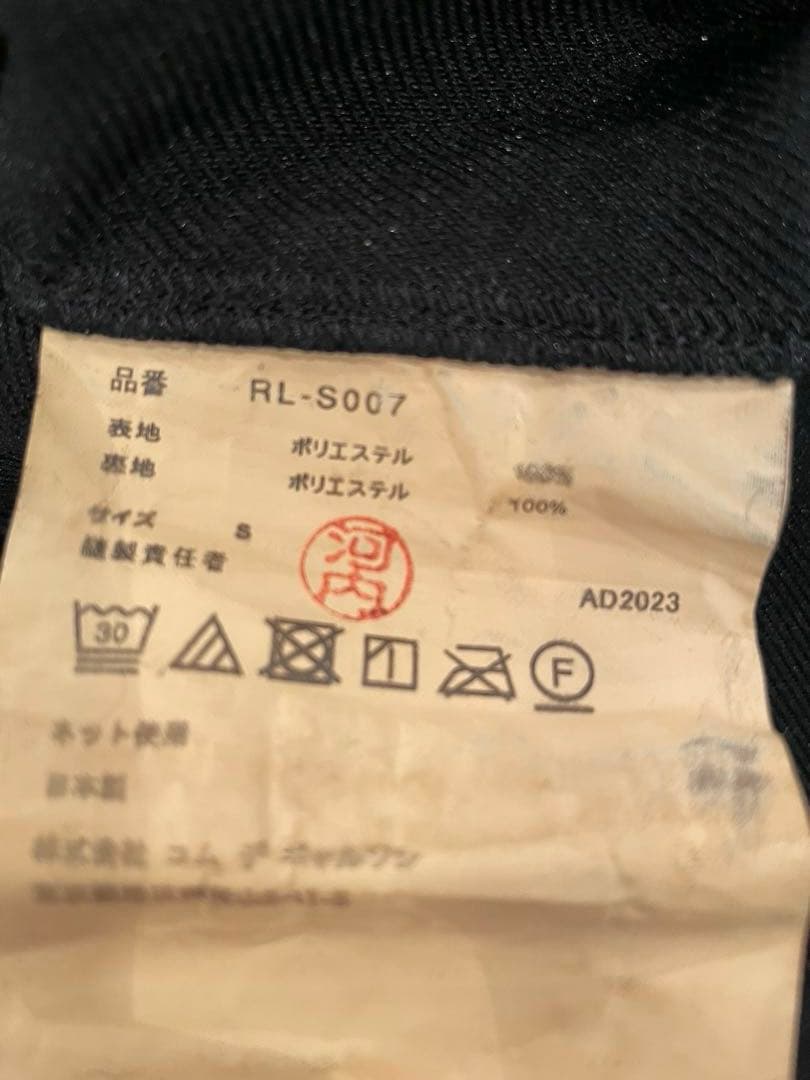 品番 RL-S007
表地 ポリエステル 100%
裏地 ポリエステル 100%
サイズ S
縫製責任者 河内
AD2023
30
F
ネット使用
日本製
株式会社 コム デ ギャルソン